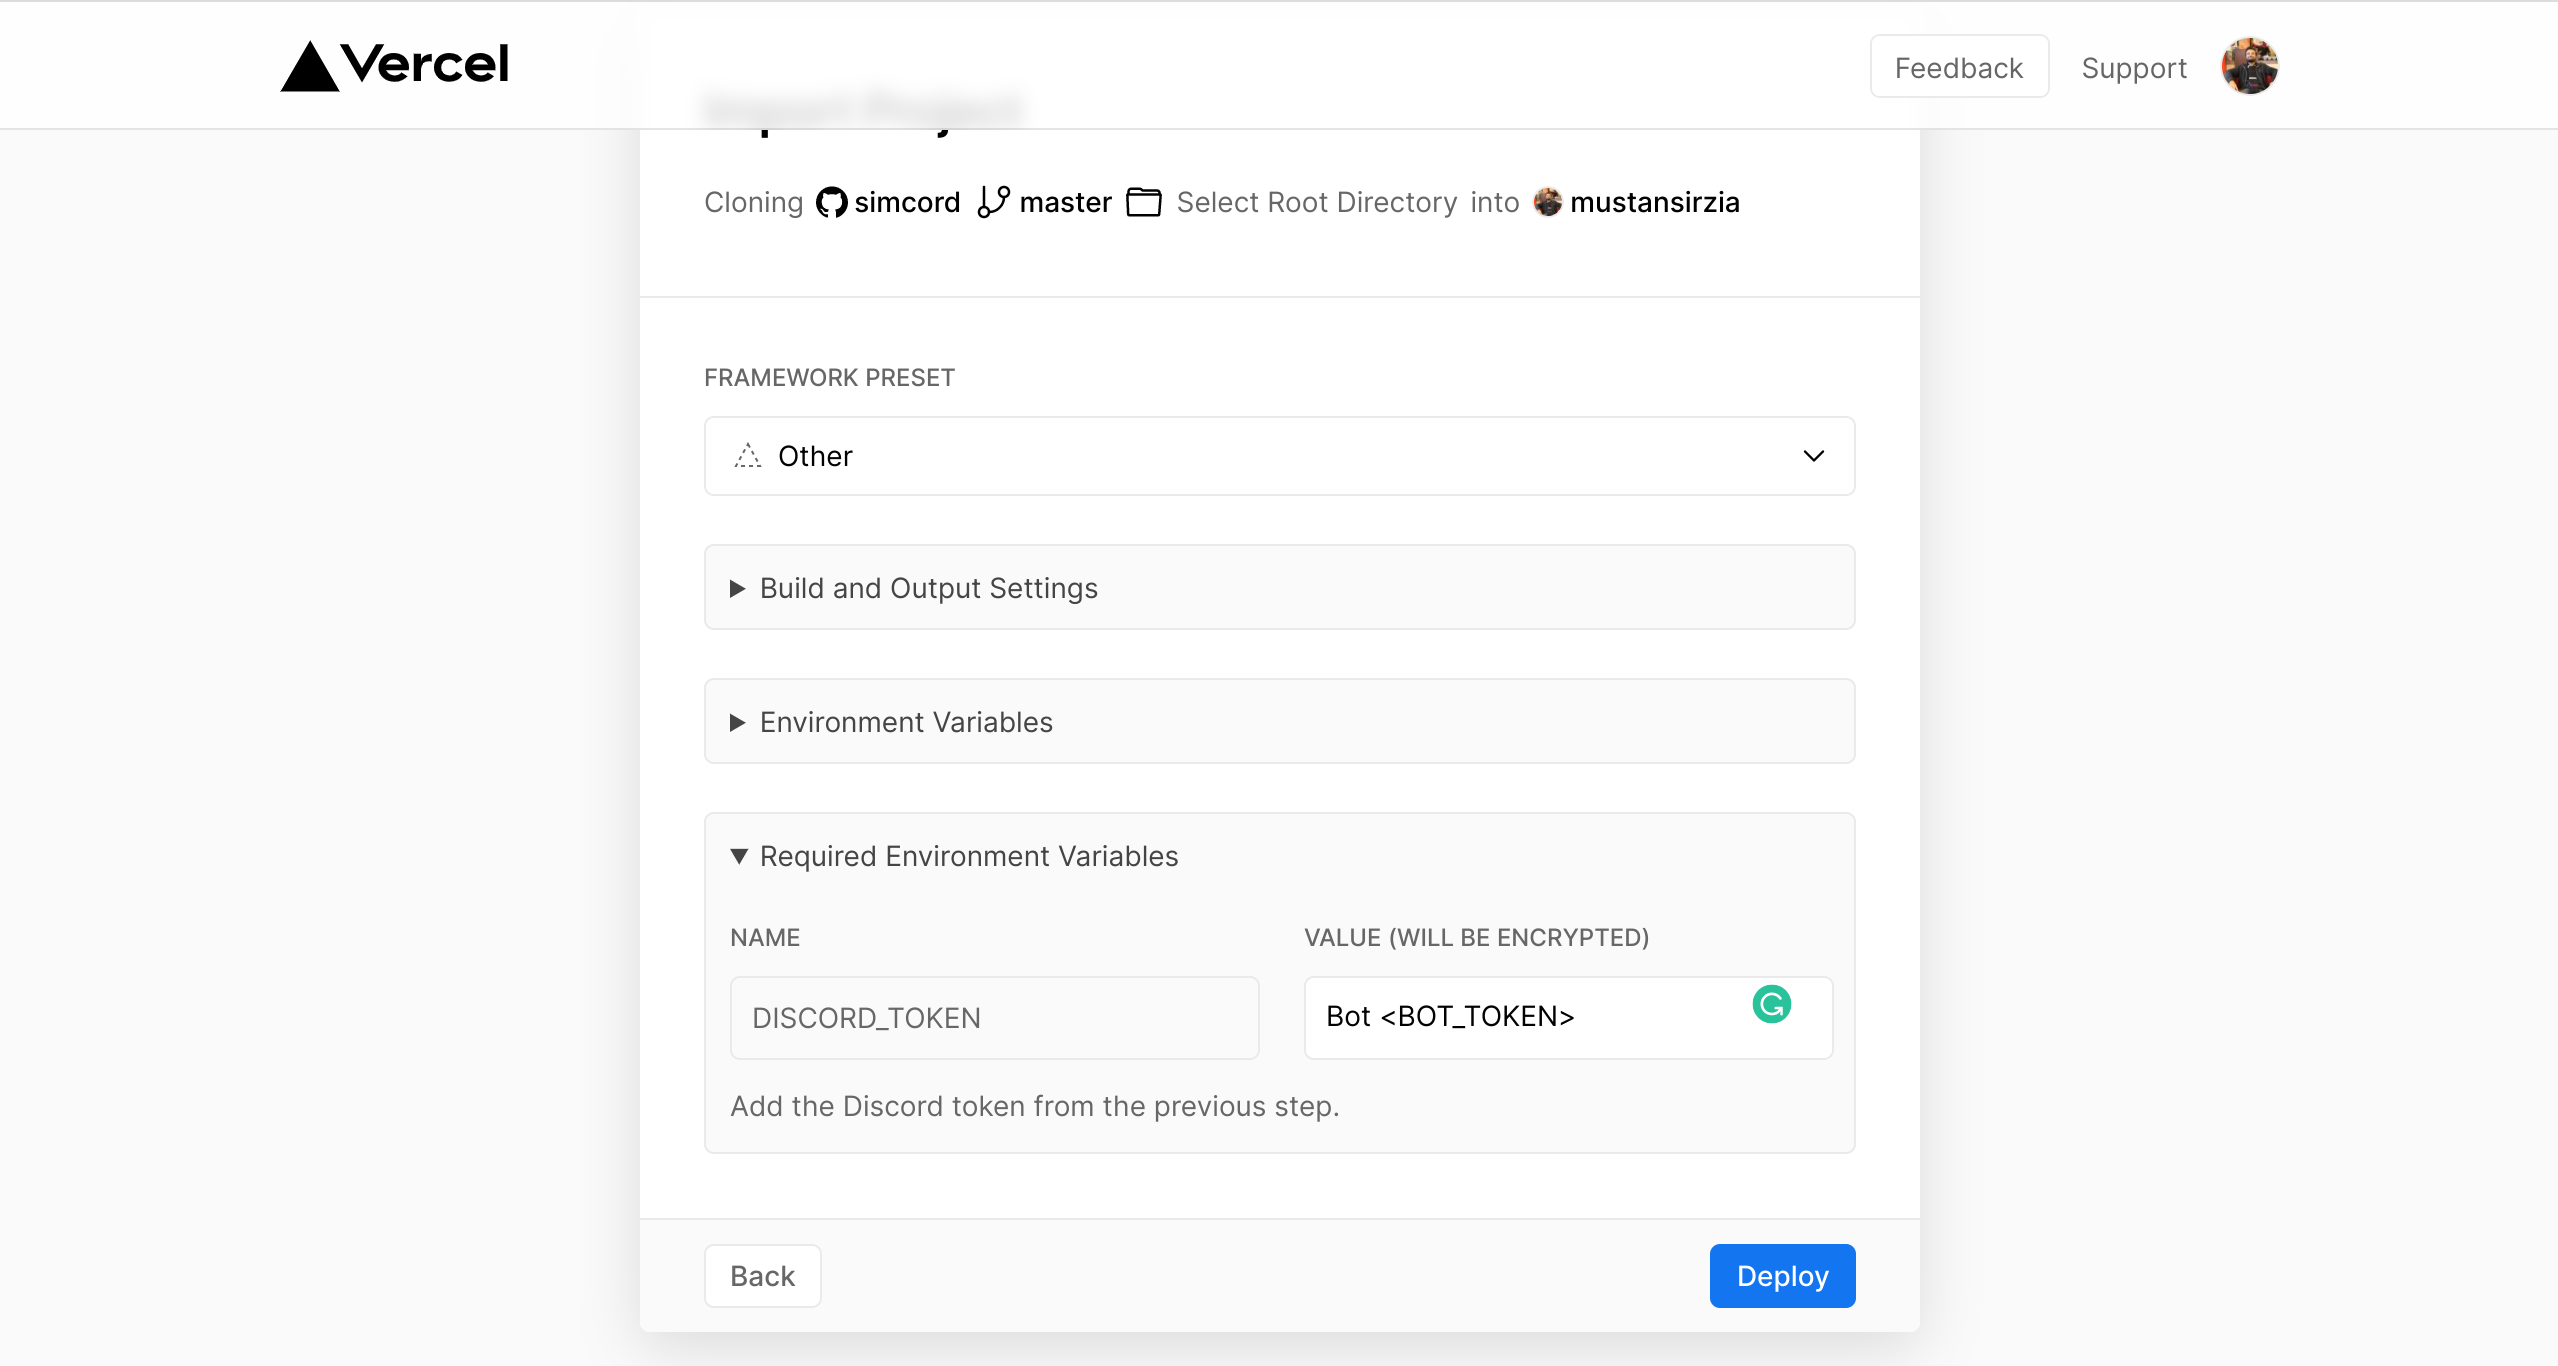 Vercel
Feedback
Support
Import Project
Cloning simcord master Select Root Directory into mustansirzia
FRAMEWORK PRESET
Other
Build and Output Settings
Environment Variables
Required Environment Variables
NAME
VALUE (WILL BE ENCRYPTED)
DISCORD_TOKEN
Bot <BOT_TOKEN>
Add the Discord token from the previous step.
Back
Deploy